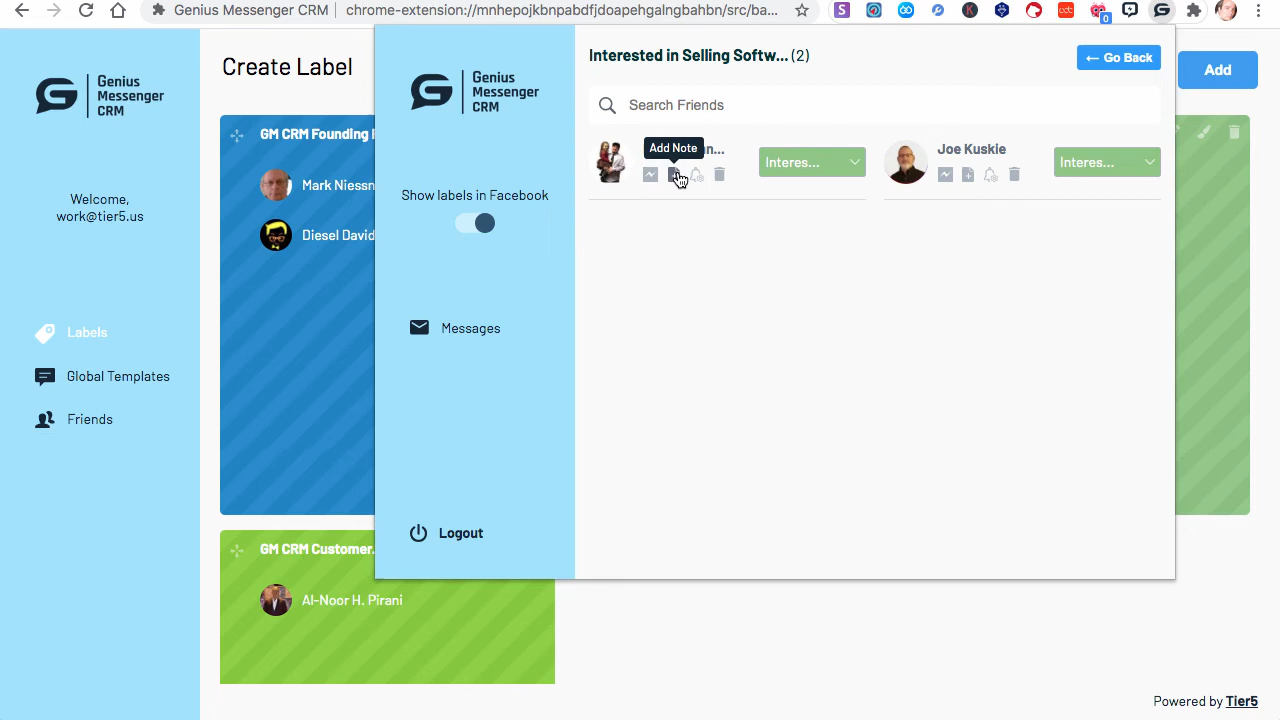 Genius Messenger CRM
chrome-extension://mnhepojkbnpabdfjdoapehgalngbahbn/src/ba...
S
K
0
Genius
Messenger
CRM
Welcome,
work@tier5.us
Labels
Global Templates
Friends
Create Label
Add
GM CRM Founding
Mark Niessn
Diesel David
GM CRM Customer.
Al-Noor H. Pirani
Genius
Messenger
CRM
Show labels in Facebook
Messages
Logout
Interested in Selling Softw... (2)
← Go Back
Search Friends
Add Note
n...
Interes...
Joe Kuskie
Interes...
Powered by Tier5